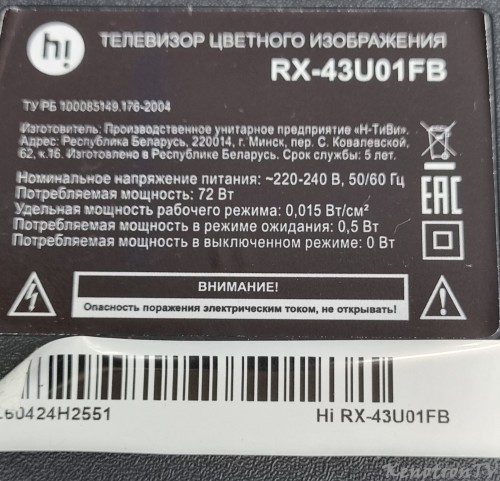 hi
ТЕЛЕВИЗОР ЦВЕТНОГО ИЗОБРАЖЕНИЯ
RX-43U01FB
ТУ РБ 100085149.176-2004
Изготовитель: Производственное унитарное предприятие «Н-ТиВи».
Адрес: Республика Беларусь, 220014, г. Минск, пер. С. Ковалевской,
62, к.16. Изготовлено в Республике Беларусь. Срок службы: 5 лет.
Номинальное напряжение питания: ~220-240 В, 50/60 Гц
Потребляемая мощность: 72 Вт
Удельная мощность рабочего режима: 0,015 Вт/см²
Потребляемая мощность в режиме ожидания: 0,5 Вт
Потребляемая мощность в выключенном режиме: 0 Вт
EAC
ВНИМАНИЕ!
Опасность поражения электрическим током, не открывать!
60424H2551
Hi RX-43U01FB
KenotronTV